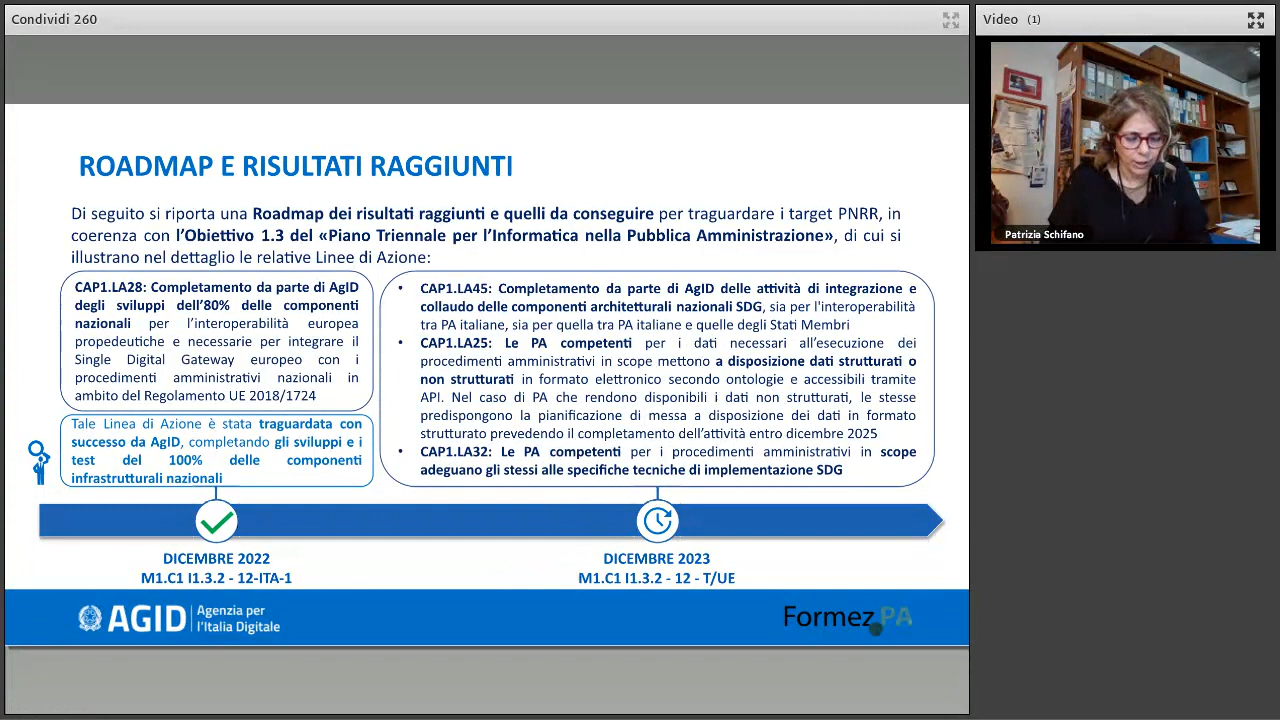 Condividi 260
Video (1)
Patrizia Schifano
ROADMAP E RISULTATI RAGGIUNTI
Di seguito si riporta una Roadmap dei risultati raggiunti e quelli da conseguire per traguardare i target PNRR, in
coerenza con l’Obiettivo 1.3 del «Piano Triennale per l’Informatica nella Pubblica Amministrazione», di cui si
illustrano nel dettaglio le relative Linee di Azione:
CAP1.LA28: Completamento da parte di AgID
degli sviluppi dell’80% delle componenti
nazionali per l’interoperabilità europea
propedeutiche e necessarie per integrare il
Single Digital Gateway europeo con i
procedimenti amministrativi nazionali in
ambito del Regolamento UE 2018/1724
Tale Linea di Azione è stata traguardata con
successo da AgID, completando gli sviluppi e i
test del 100% delle componenti
infrastrutturali nazionali
• CAP1.LA45: Completamento da parte di AgID delle attività di integrazione e
collaudo delle componenti architetturali nazionali SDG, sia per l'interoperabilità
tra PA italiane, sia per quella tra PA italiane e quelle degli Stati Membri
• CAP1.LA25: Le PA competenti per i dati necessari all’esecuzione dei
procedimenti amministrativi in scope mettono a disposizione dati strutturati o
non strutturati in formato elettronico secondo ontologie e accessibili tramite
API. Nel caso di PA che rendono disponibili i dati non strutturati, le stesse
predispongono la pianificazione di messa a disposizione dei dati in formato
strutturato prevedendo il completamento dell’attività entro dicembre 2025
• CAP1.LA32: Le PA competenti per i procedimenti amministrativi in scope
adeguano gli stessi alle specifiche tecniche di implementazione SDG
DICEMBRE 2022
M1.C1 I1.3.2 - 12-ITA-1
DICEMBRE 2023
M1.C1 I1.3.2 - 12 - T/UE
AGID
Agenzia per
l’Italia Digitale
Formez PA